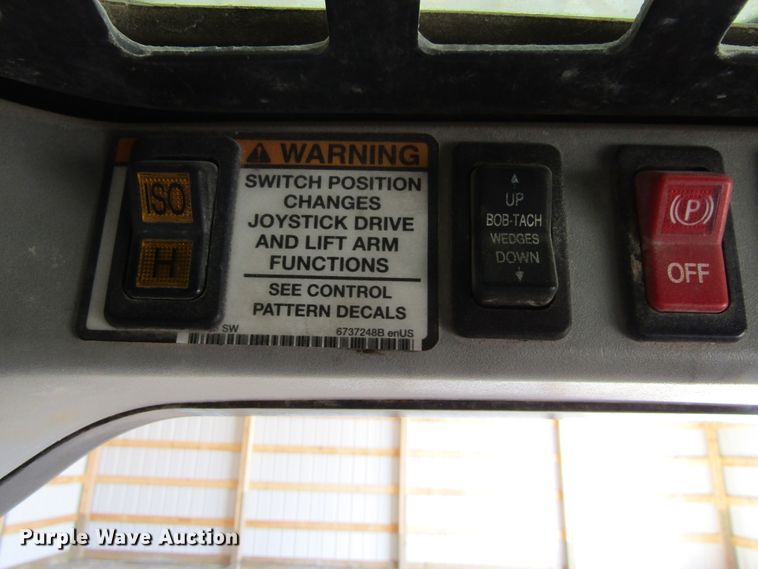 WARNING
ISO
H
SWITCH POSITION
CHANGES
JOYSTICK DRIVE
AND LIFT ARM
FUNCTIONS
SEE CONTROL
PATTERN DECALS
SW
6737248B enUS
UP
BOB-TACH
WEDGES
DOWN
(P)
OFF
Purple Wave Auction